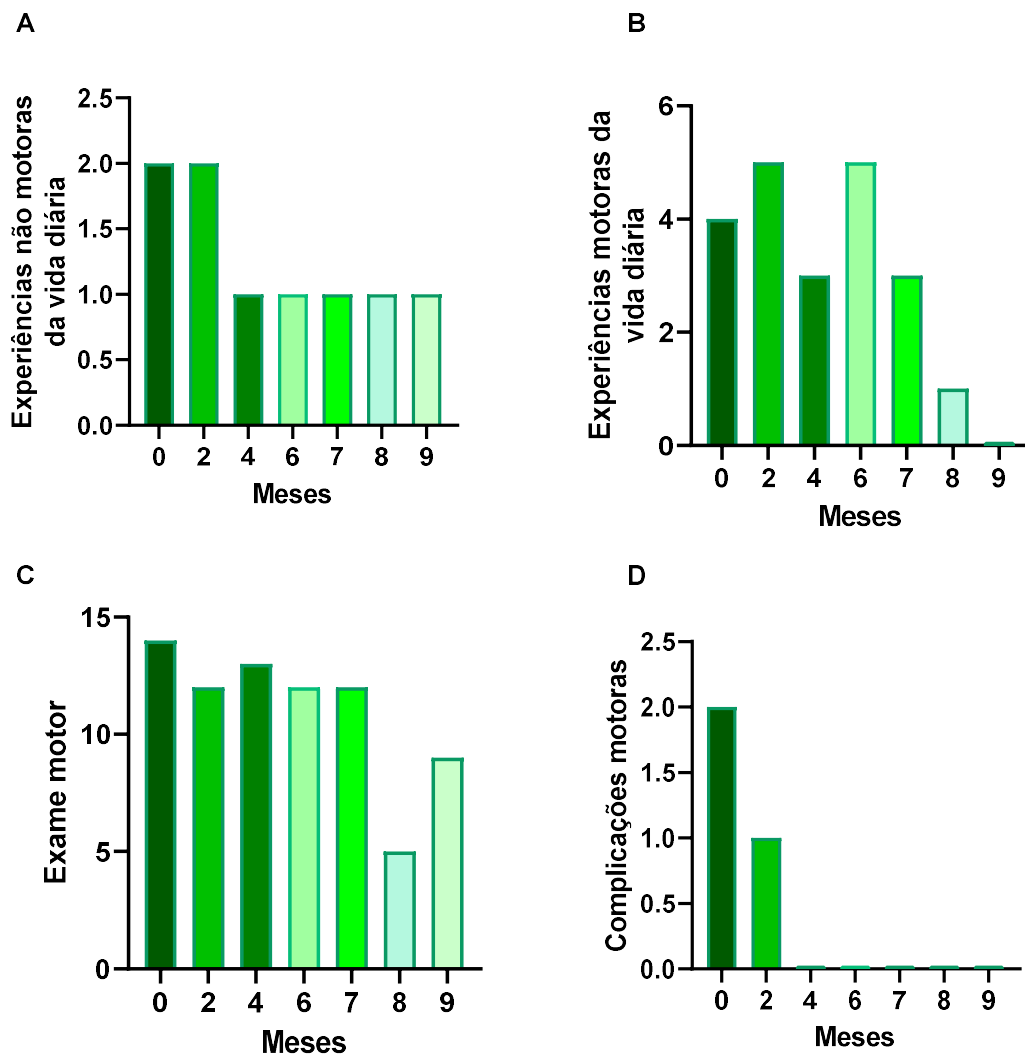 A
Experiências não motoras
da vida diária
2.5
2.0
1.5
1.0
0.5
0.0
0 2 4 6 7 8 9
Meses
B
Experiências motoras da
vida diária
6
4
2
0
0 2 4 6 7 8 9
Meses
C
Exame motor
15
10
5
0
0 2 4 6 7 8 9
Meses
D
Complicações motoras
2.5
2.0
1.5
1.0
0.5
0.0
0 2 4 6 7 8 9
Meses